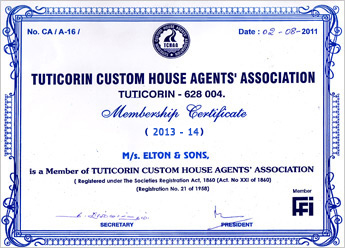 No. CA / A-16 /
Date : 02 - 08 - 2011
TCHAA
TUTICORIN CUSTOM HOUSE AGENTS' ASSOCIATION
TUTICORIN - 628 004.
Membership Certificate
( 2013 - 14 )
M/s. ELTON & SONS,
is a Member of TUTICORIN CUSTOM HOUSE AGENTS' ASSOCIATION
( Registered under the Societies Registration Act, 1860 (Act. No XXI of 1860)
(Registration No. 21 of 1958)
Member
FFFI
SECRETARY
PRESIDENT